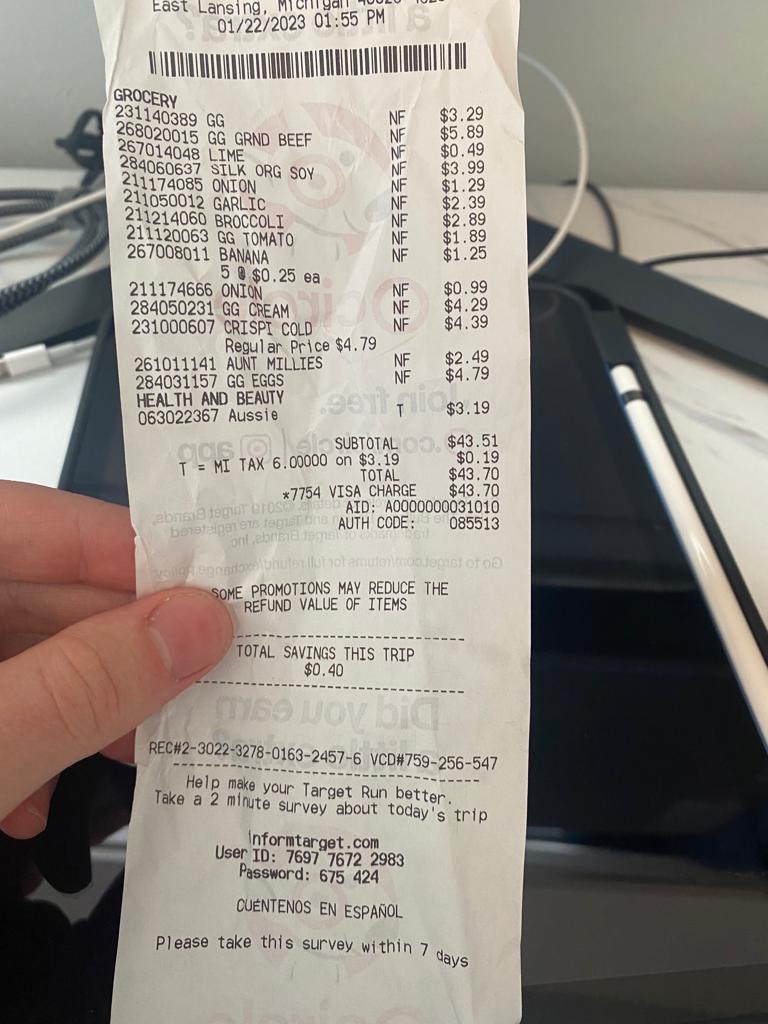 East Lansing, Michigan
01/22/2023 01:55 PM
GROCERY
231140389 GG NF $3.29
268020015 GG GRND BEEF NF $5.89
267014048 LIME NF $0.49
284060637 SILK ORG SOY NF $3.99
211174085 ONION NF $1.29
211050012 GARLIC NF $2.39
211214060 BROCCOLI NF $2.89
211120063 GG TOMATO NF $1.89
267008011 BANANA NF $1.25
5 @ $0.25 ea
211174666 ONION NF $0.99
284050231 GG CREAM NF $4.29
231000607 CRISPI COLD NF $4.39
Regular Price $4.79
261011141 AUNT MILLIES NF $2.49
284031157 GG EGGS NF $4.79
HEALTH AND BEAUTY
063022367 Aussie T $3.19
SUBTOTAL $43.51
T = MI TAX 6.00000 on $3.19 $0.19
TOTAL $43.70
*7754 VISA CHARGE $43.70
AID: A0000000031010
AUTH CODE: 085513
SOME PROMOTIONS MAY REDUCE THE
REFUND VALUE OF ITEMS
TOTAL SAVINGS THIS TRIP
$0.40
REC#2-3022-3278-0163-2457-6 VCD#759-256-547
Help make your Target Run better.
Take a 2 minute survey about today's trip
informtarget.com
User ID: 7697 7672 2983
Password: 675 424
CUÉNTENOS EN ESPAÑOL
Please take this survey within 7 days